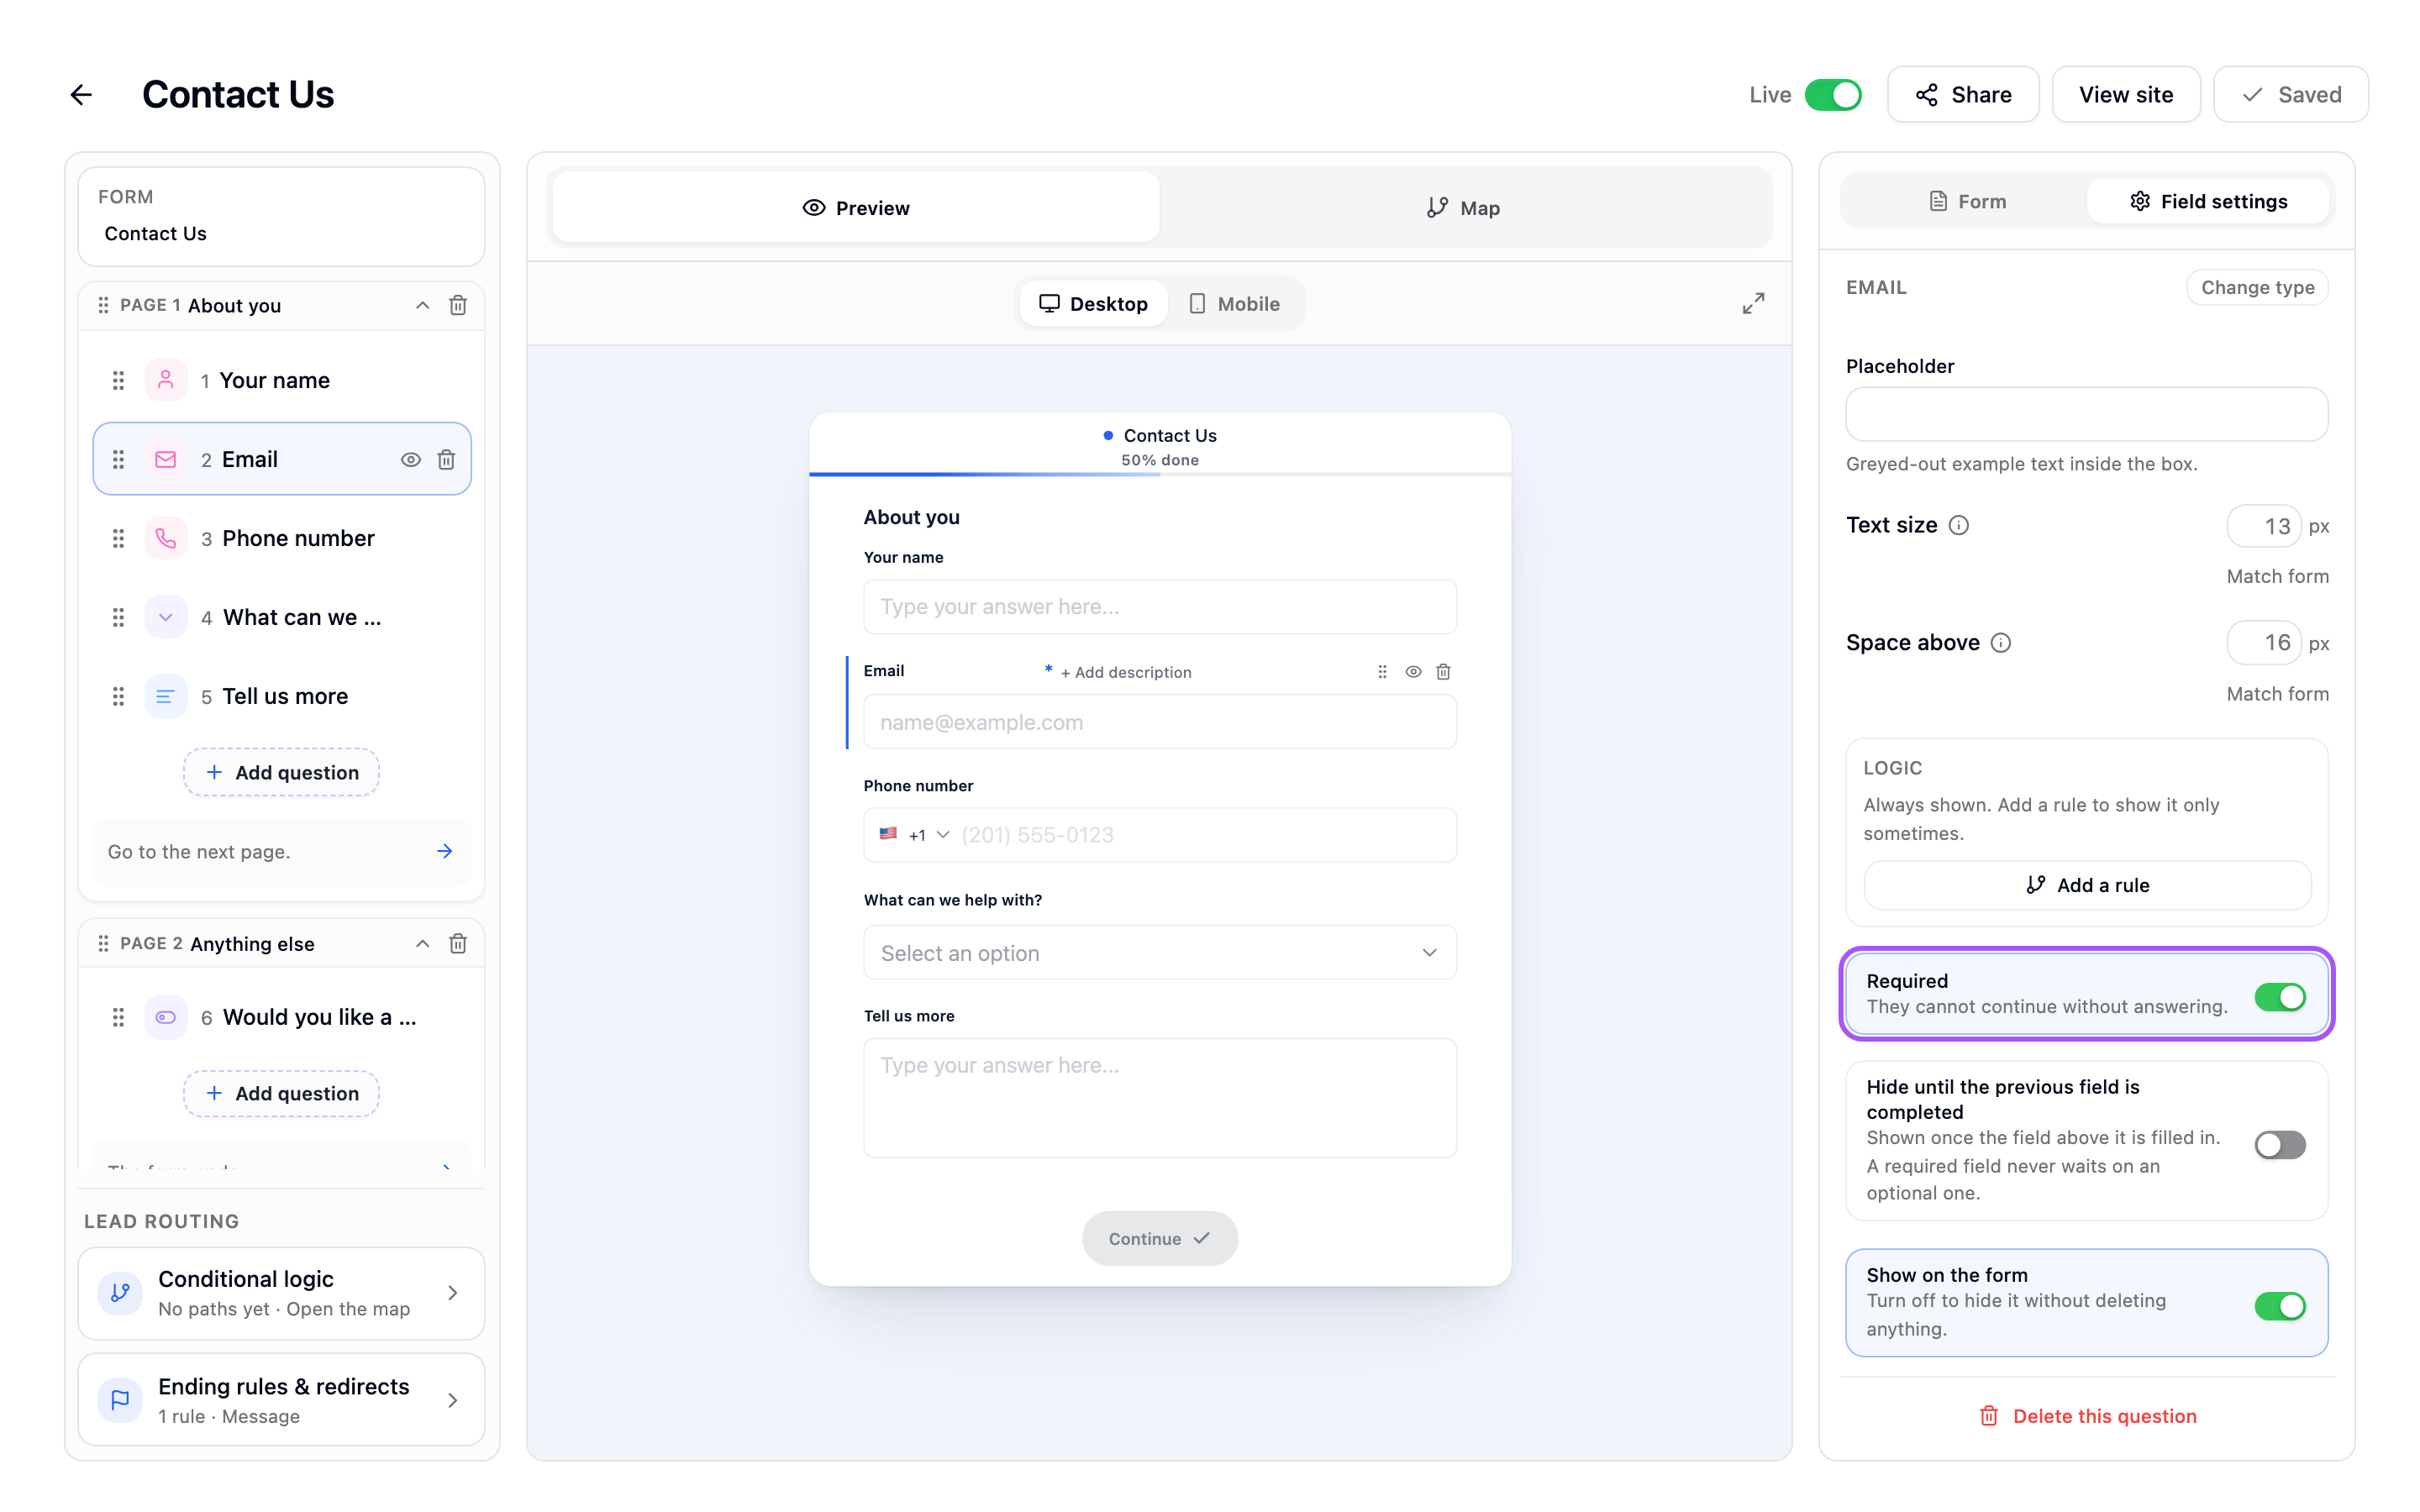 Contact Us
Live
Share
View site
Saved
FORM
Contact Us
PAGE 1 About you
1 Your name
2 Email
3 Phone number
4 What can we ...
5 Tell us more
+ Add question
Go to the next page.
PAGE 2 Anything else
6 Would you like a ...
+ Add question
LEAD ROUTING
Conditional logic
No paths yet · Open the map
Ending rules & redirects
1 rule · Message
Preview
Map
Desktop
Mobile
Contact Us
50% done
About you
Your name
Type your answer here...
Email * + Add description
name@example.com
Phone number
+1 (201) 555-0123
What can we help with?
Select an option
Tell us more
Type your answer here...
Continue
Form
Field settings
EMAIL
Change type
Placeholder
Greyed-out example text inside the box.
Text size 13 px
Match form
Space above 16 px
Match form
LOGIC
Always shown. Add a rule to show it only
sometimes.
Add a rule
Required
They cannot continue without answering.
Hide until the previous field is
completed
Shown once the field above it is filled in.
A required field never waits on an
optional one.
Show on the form
Turn off to hide it without deleting
anything.
Delete this question